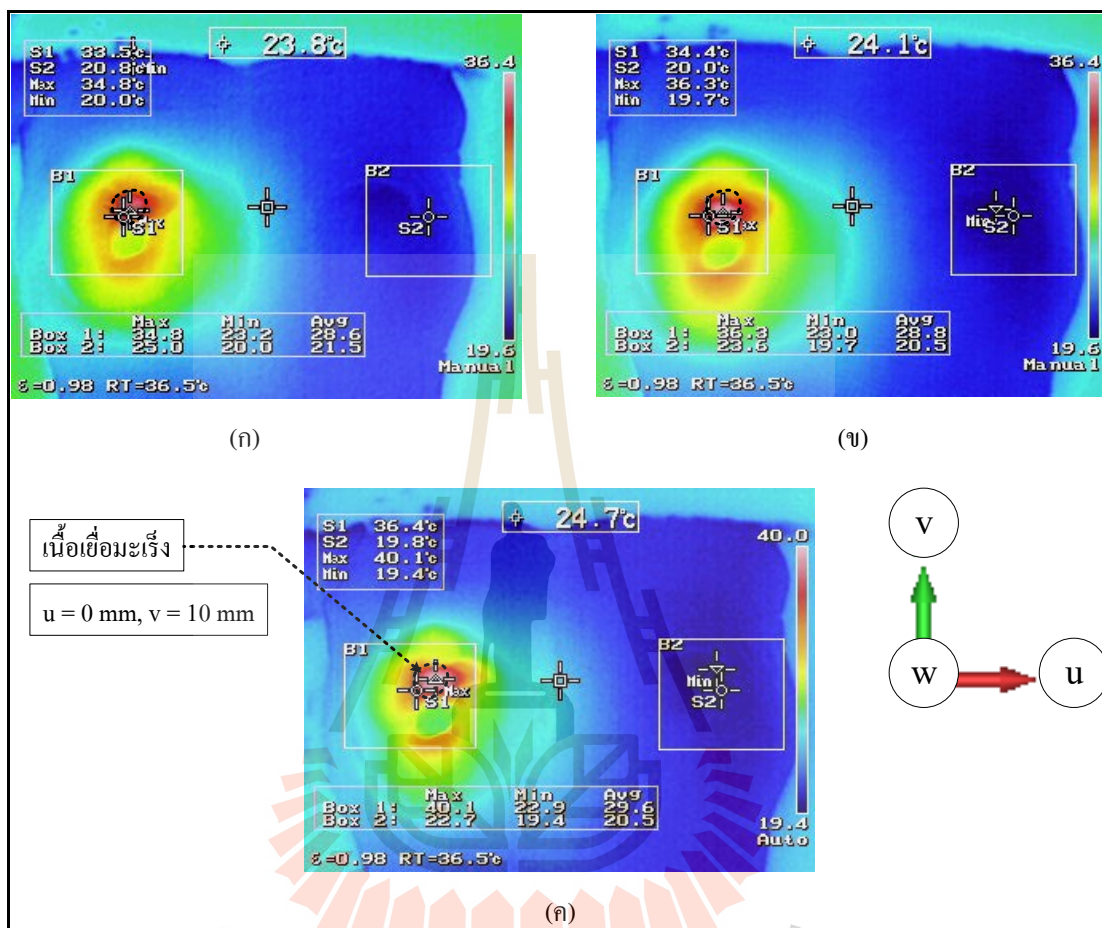 23.8℃
S1 33.5℃
S2 20.8℃ Min
Max 34.8℃
Min 20.0℃
36.4
B1
B2
S1
S2
Max Min Avg
Box 1: 34.8 23.2 28.6
Box 2: 23.0 20.0 21.5
19.6
Manual
ε=0.98 RT=36.5℃
(ก)
24.1℃
S1 34.4℃
S2 20.0℃
Max 36.3℃
Min 19.7℃
36.4
B1
B2
S1 Max
Min
S2
Max Min Avg
Box 1: 36.3 23.0 28.8
Box 2: 23.6 19.7 20.5
19.6
Manual
ε=0.98 RT=36.5℃
(ข)
เนื้อเยื่อมะเร็ง
u = 0 mm, v = 10 mm
24.7℃
S1 36.4℃
S2 19.8℃
Max 40.1℃
Min 19.4℃
40.0
B1
B2
Max
S1
Min
S2
Max Min Avg
Box 1: 40.1 22.9 29.6
Box 2: 22.7 19.4 20.5
19.4
Auto
ε=0.98 RT=36.5℃
(ค)
v
w
u